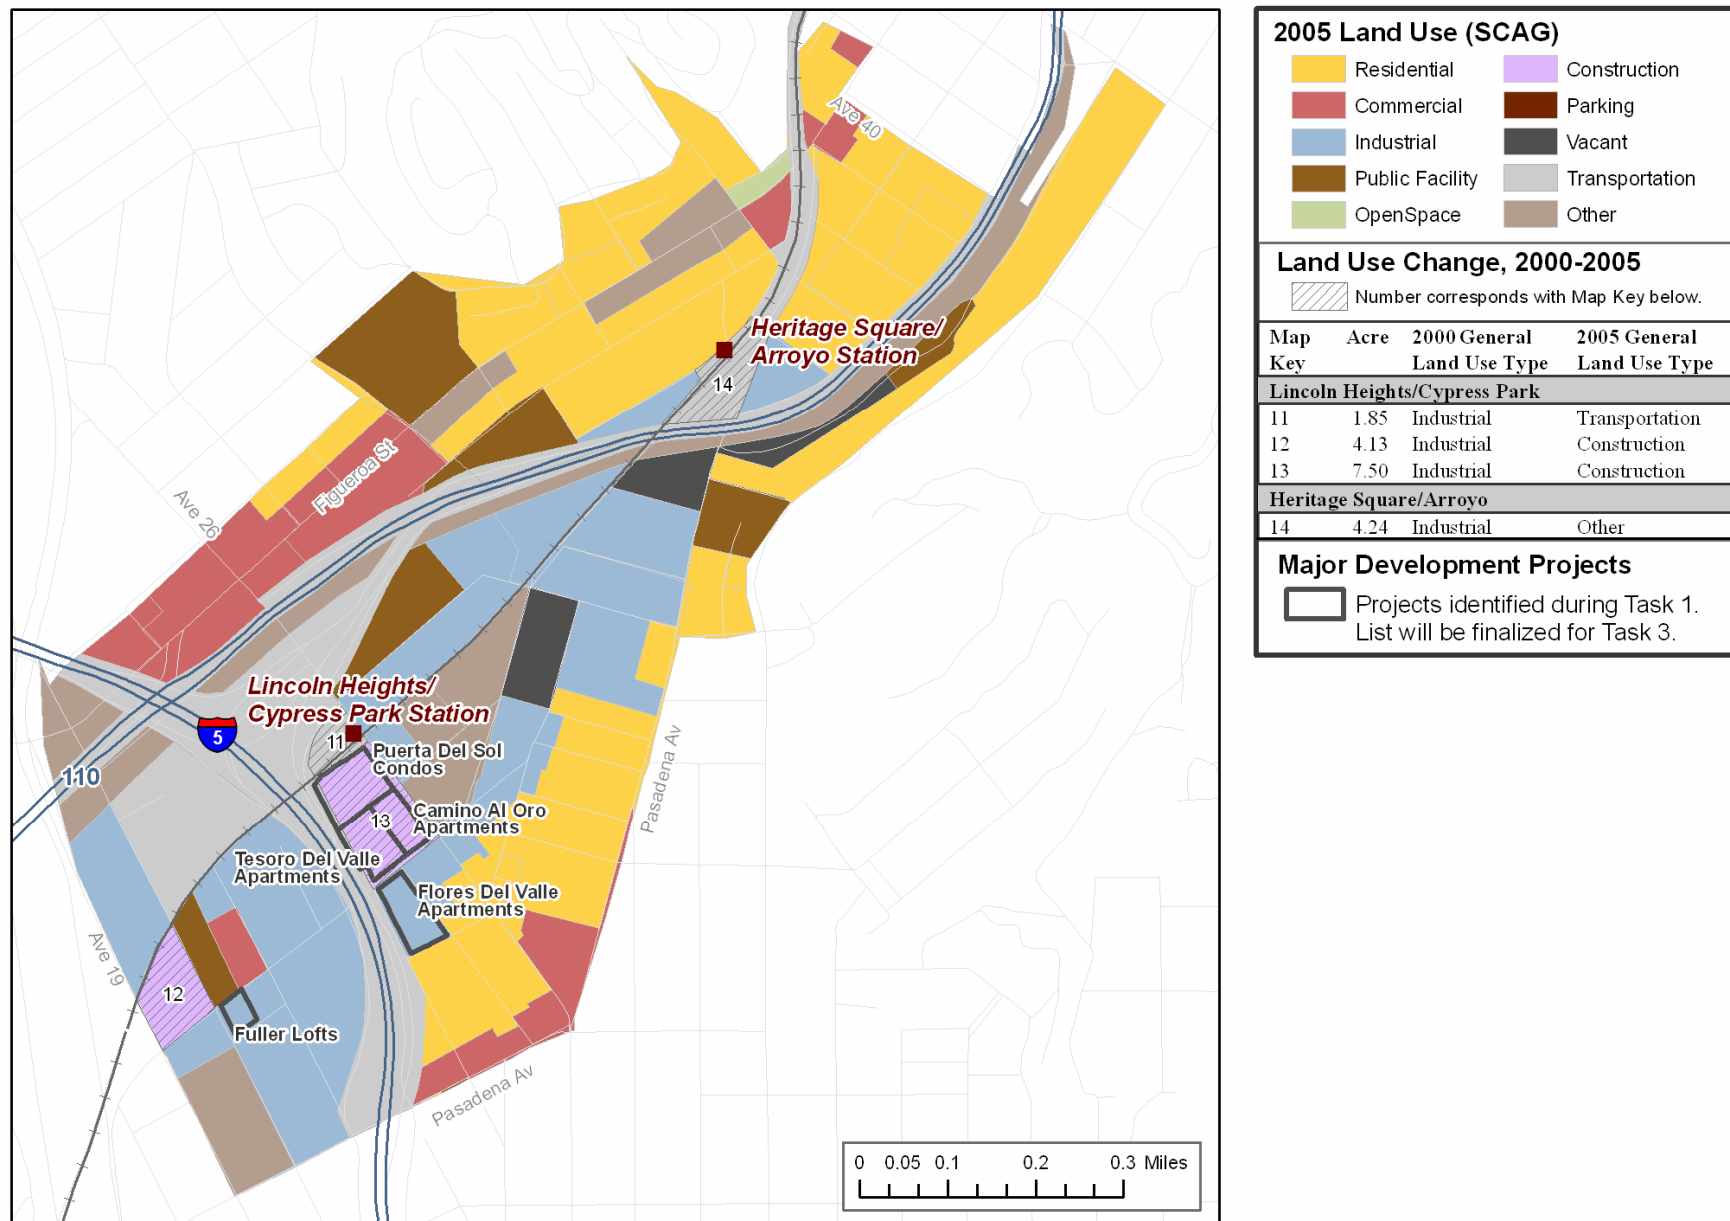 Ave 40
Heritage Square/
Arroyo Station
14
Figueroa St
Ave 26
Lincoln Heights/
Cypress Park Station
5
110
11
Puerta Del Sol
Condos
13
Camino Al Oro
Apartments
Tesoro Del Valle
Apartments
Flores Del Valle
Apartments
Pasadena Av
Ave 19
12
Fuller Lofts
Pasadena Av
0 0.05 0.1 0.2 0.3 Miles
2005 Land Use (SCAG)
Residential Construction
Commercial Parking
Industrial Vacant
Public Facility Transportation
OpenSpace Other
Land Use Change, 2000-2005
Number corresponds with Map Key below.
Map Acre 2000 General 2005 General
Key Land Use Type Land Use Type
Lincoln Heights/Cypress Park
11 1.85 Industrial Transportation
12 4.13 Industrial Construction
13 7.50 Industrial Construction
Heritage Square/Arroyo
14 4.24 Industrial Other
Major Development Projects
Projects identified during Task 1.
List will be finalized for Task 3.